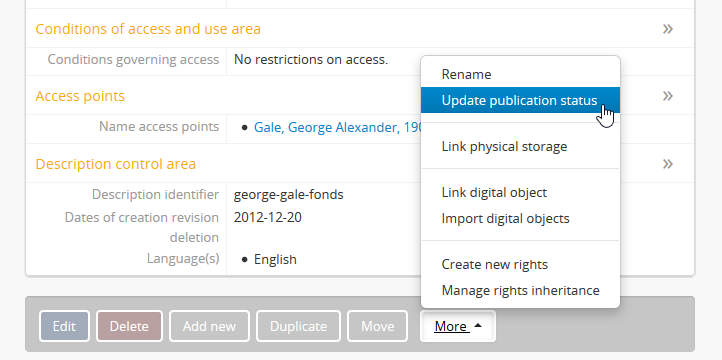 Conditions of access and use area »
Conditions governing access No restrictions on access.
Access points »
Name access points • Gale, George Alexander, 190
Description control area »
Description identifier george-gale-fonds
Dates of creation revision 2012-12-20
deletion
Language(s) • English
Rename
Update publication status
Link physical storage
Link digital object
Import digital objects
Create new rights
Manage rights inheritance
Edit Delete Add new Duplicate Move More